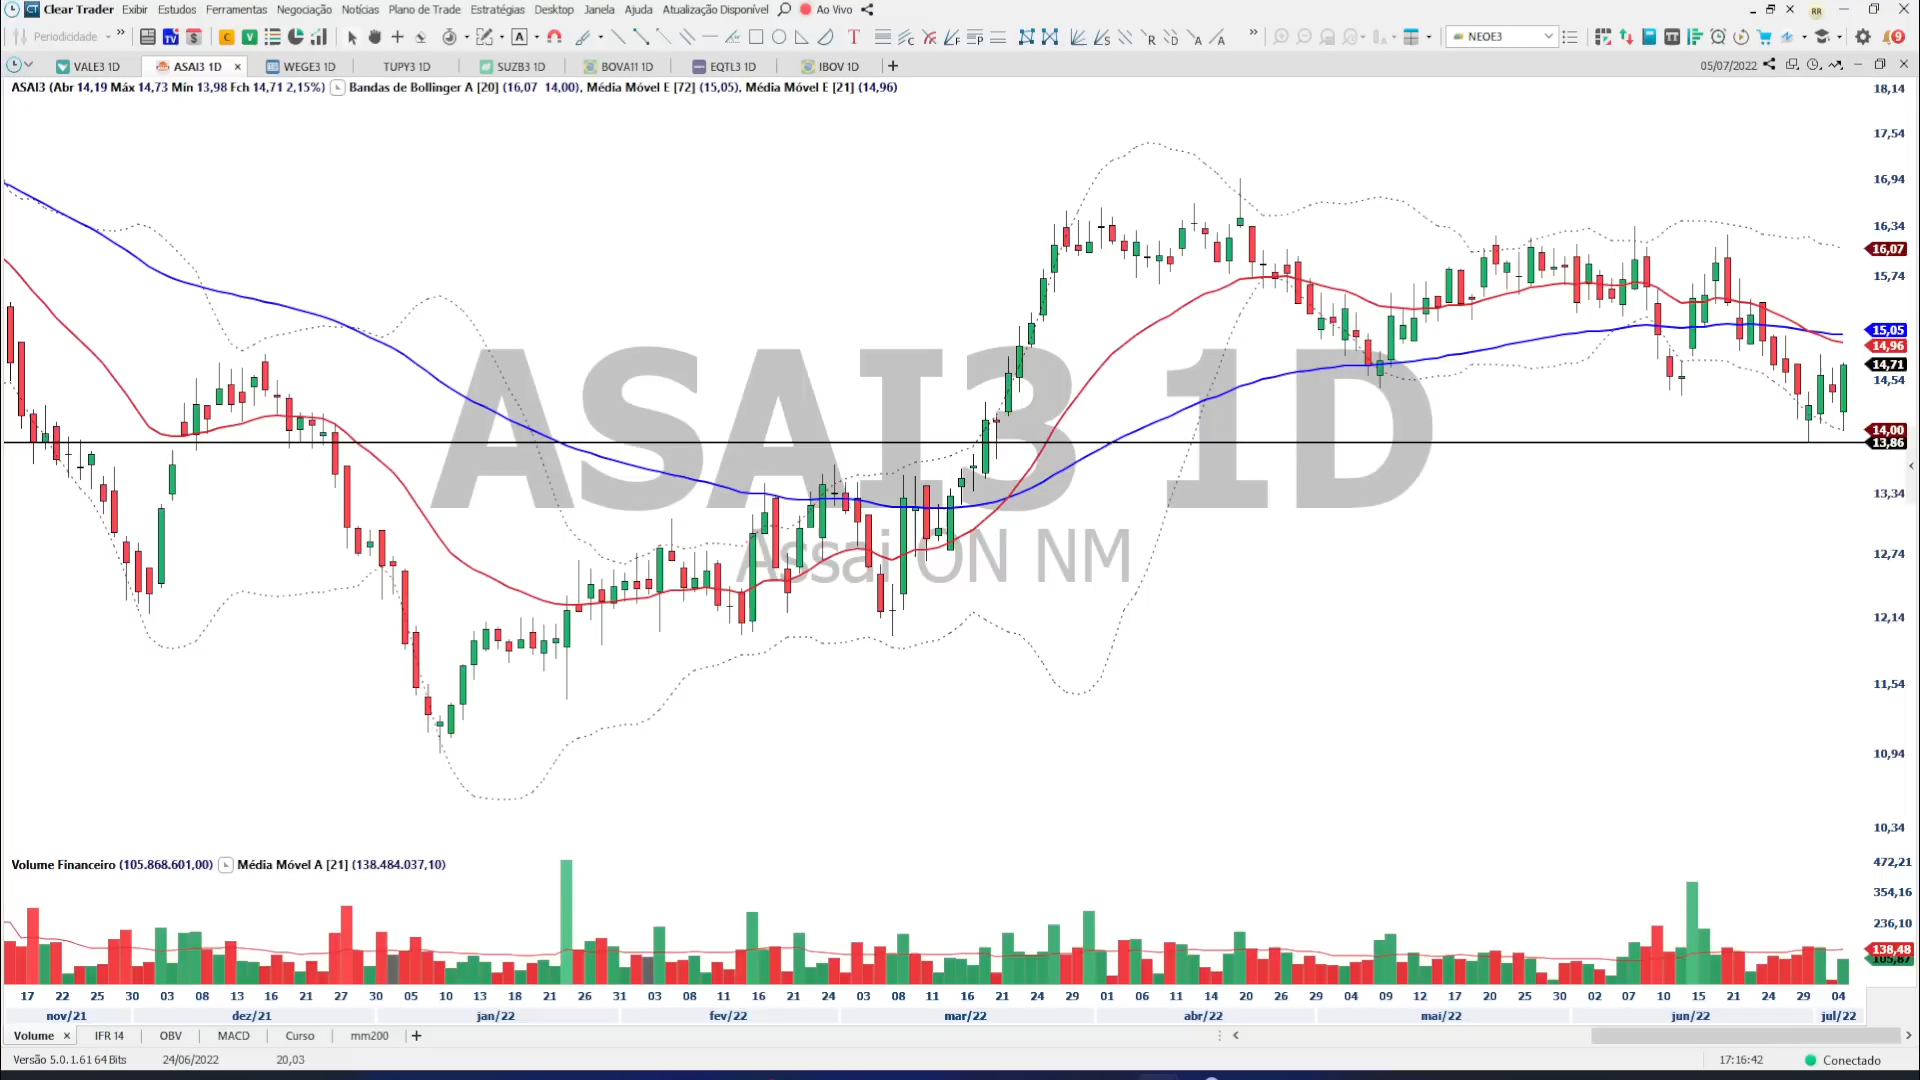 Clear Trader Exibir Estudos Ferramentas Negociação Notícias Plano de Trade Estratégias Desktop Janela Ajuda Atualização Disponível Ao Vivo RR
Periodicidade NEOE3 9
VALE3 1D ASAI3 1D WEGE3 1D TUPY3 1D SUZB3 1D BOVA11 1D EQTL3 1D IBOV 1D 05/07/2022
ASAI3 (Abr 14,19 Máx 14,73 Mín 13,98 Fch 14,71 2,15%) Bandas de Bollinger A [20] (16,07 14,00), Média Móvel E [72] (15,05), Média Móvel E [21] (14,96)
18,14
17,54
16,94
16,34
16,07
15,74
15,05
14,96
14,71
14,54
14,00
13,86
13,34
12,74
12,14
11,54
10,94
10,34
ASAI3 1D
Assai ON NM
Volume Financeiro (105.868.601,00) Média Móvel A [21] (138.484.037,10)
472,21
354,16
236,10
138,48
105,87
17 22 25 30 03 08 13 16 21 27 30 05 10 13 18 21 26 31 03 08 11 16 21 24 03 08 11 16 21 24 29 01 06 11 14 20 26 29 04 09 12 17 20 25 30 02 07 10 15 21 24 29 04
nov/21 dez/21 jan/22 fev/22 mar/22 abr/22 mai/22 jun/22 jul/22
Volume IFR 14 OBV MACD Curso mm200
Versão 5.0.1.61 64 Bits 24/06/2022 20,03 17:16:42 Conectado